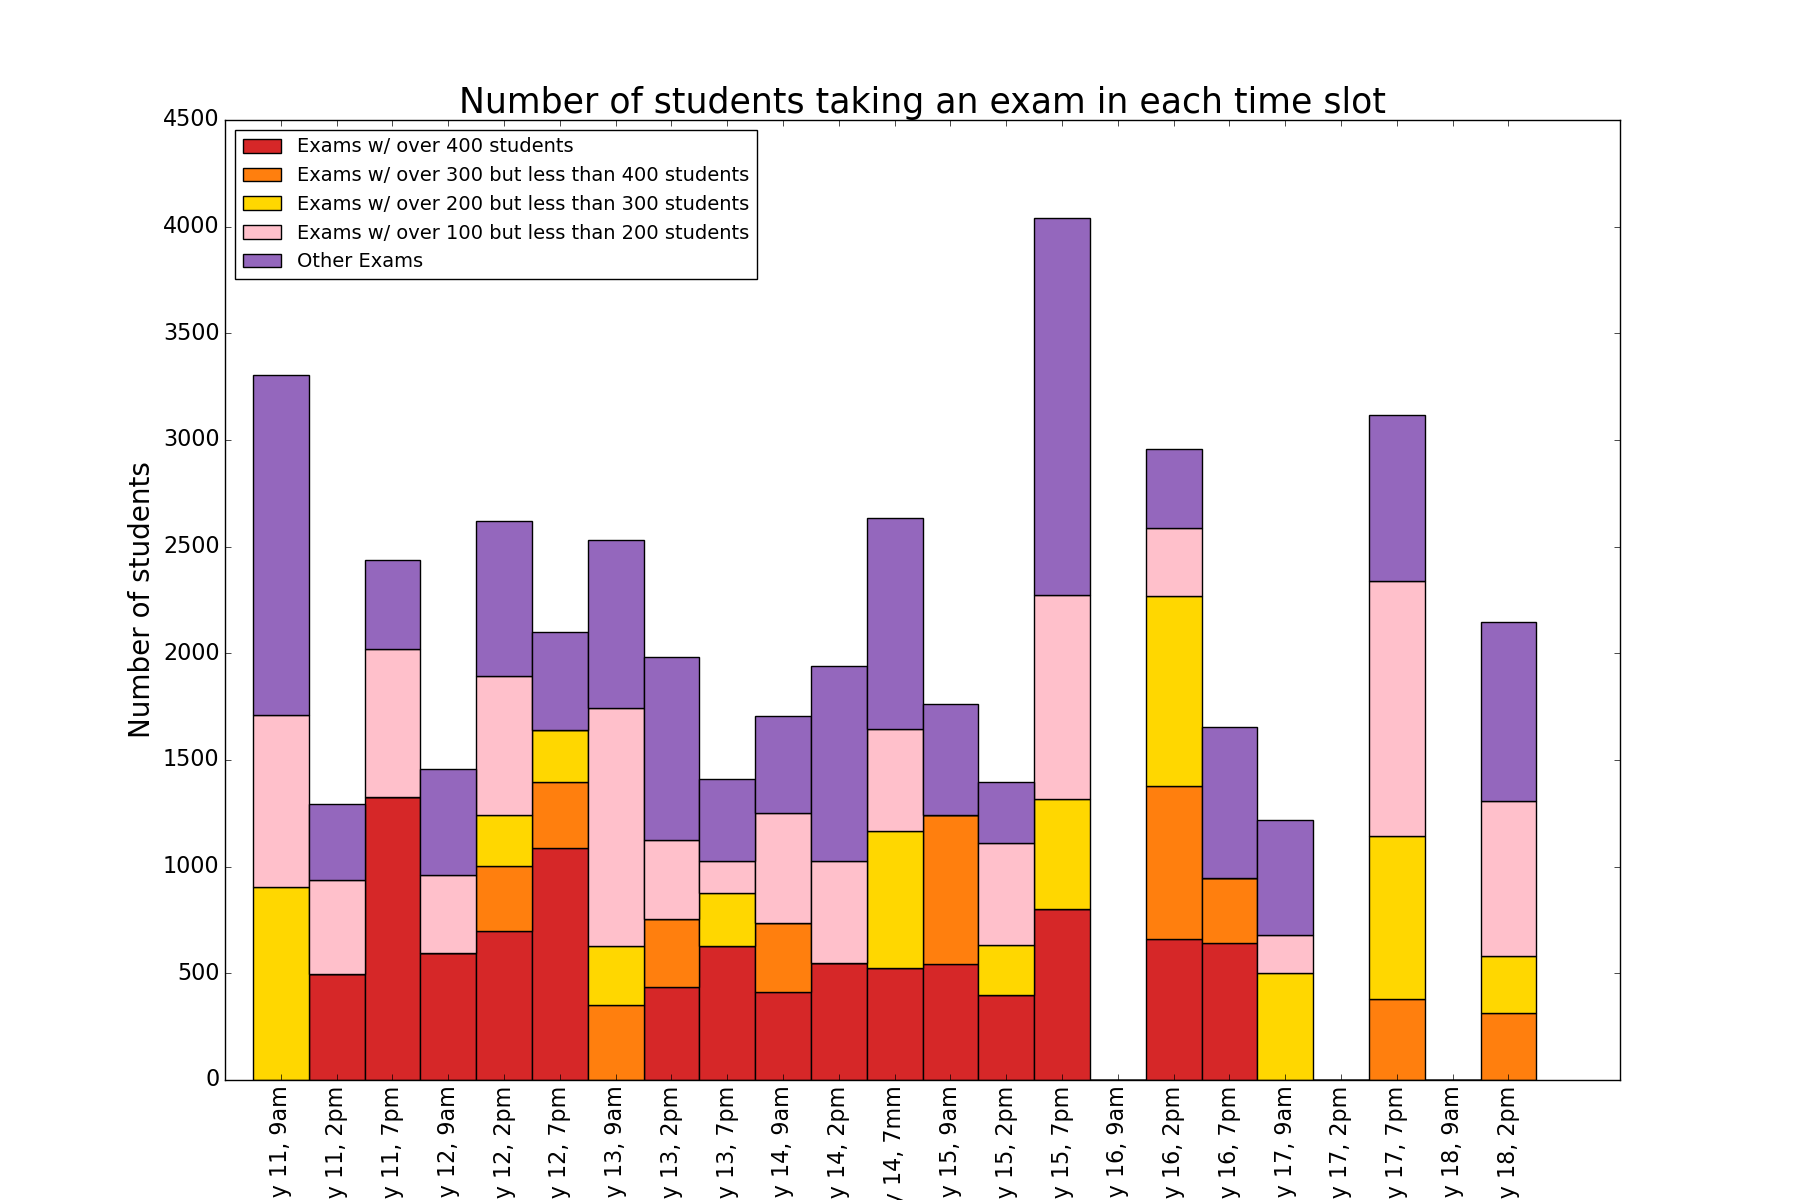 Number of students taking an exam in each time slot
4500
4000
3500
3000
2500
2000
1500
1000
500
0
Number of students
Exams w/ over 400 students
Exams w/ over 300 but less than 400 students
Exams w/ over 200 but less than 300 students
Exams w/ over 100 but less than 200 students
Other Exams
y 11, 9am
y 11, 2pm
y 11, 7pm
y 12, 9am
y 12, 2pm
y 12, 7pm
y 13, 9am
y 13, 2pm
y 13, 7pm
y 14, 9am
y 14, 2pm
y 14, 7mm
y 15, 9am
y 15, 2pm
y 15, 7pm
y 16, 9am
y 16, 2pm
y 16, 7pm
y 17, 9am
y 17, 2pm
y 17, 7pm
y 18, 9am
y 18, 2pm